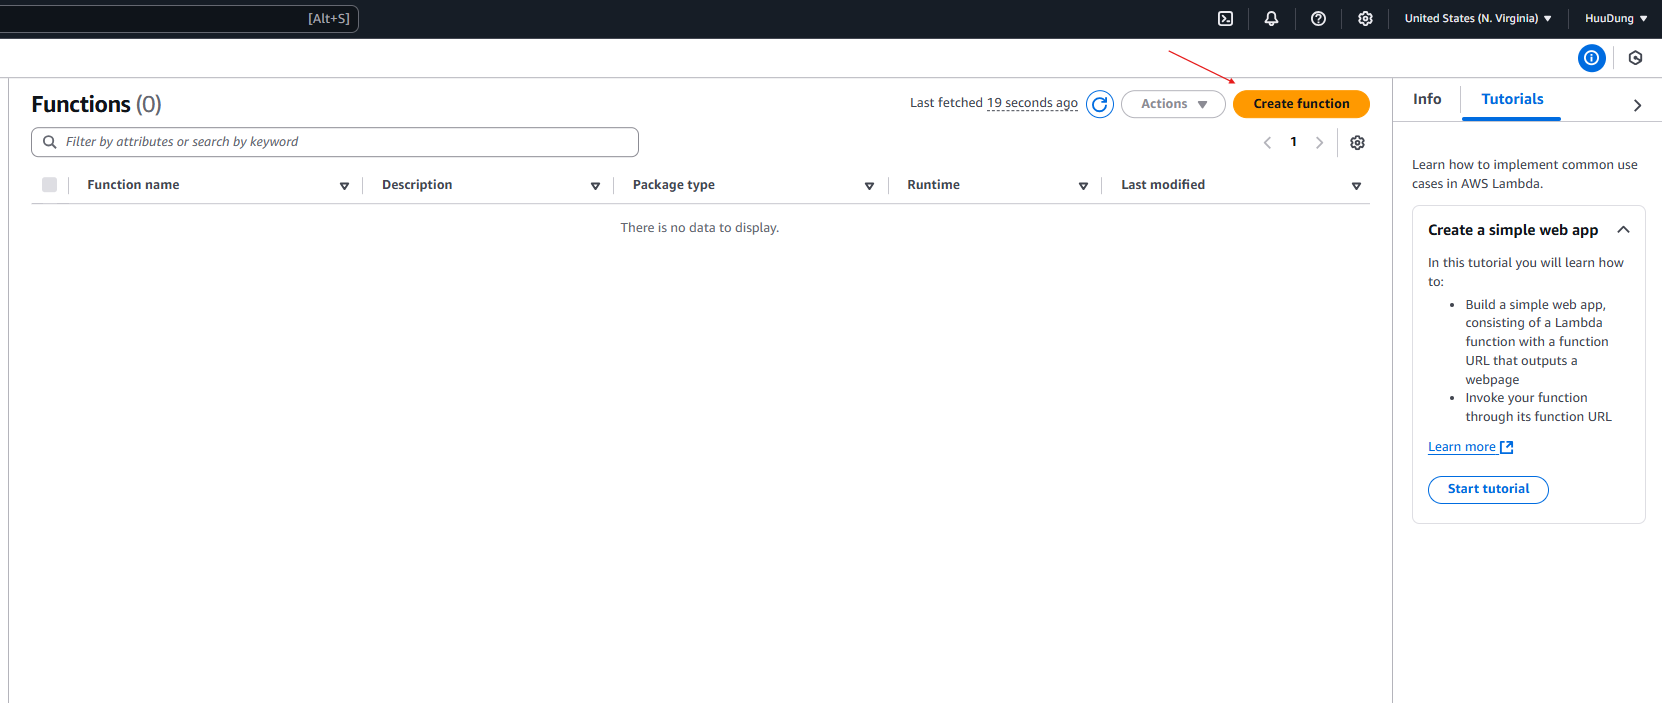 [Alt+S]
United States (N. Virginia)
HuuDung
Functions (0)
Last fetched 19 seconds ago
Actions
Create function
Info
Tutorials
Filter by attributes or search by keyword
1
Function name
Description
Package type
Runtime
Last modified
There is no data to display.
Learn how to implement common use
cases in AWS Lambda.
Create a simple web app
In this tutorial you will learn how
to:
• Build a simple web app,
consisting of a Lambda
function with a function
URL that outputs a
webpage
• Invoke your function
through its function URL
Learn more
Start tutorial